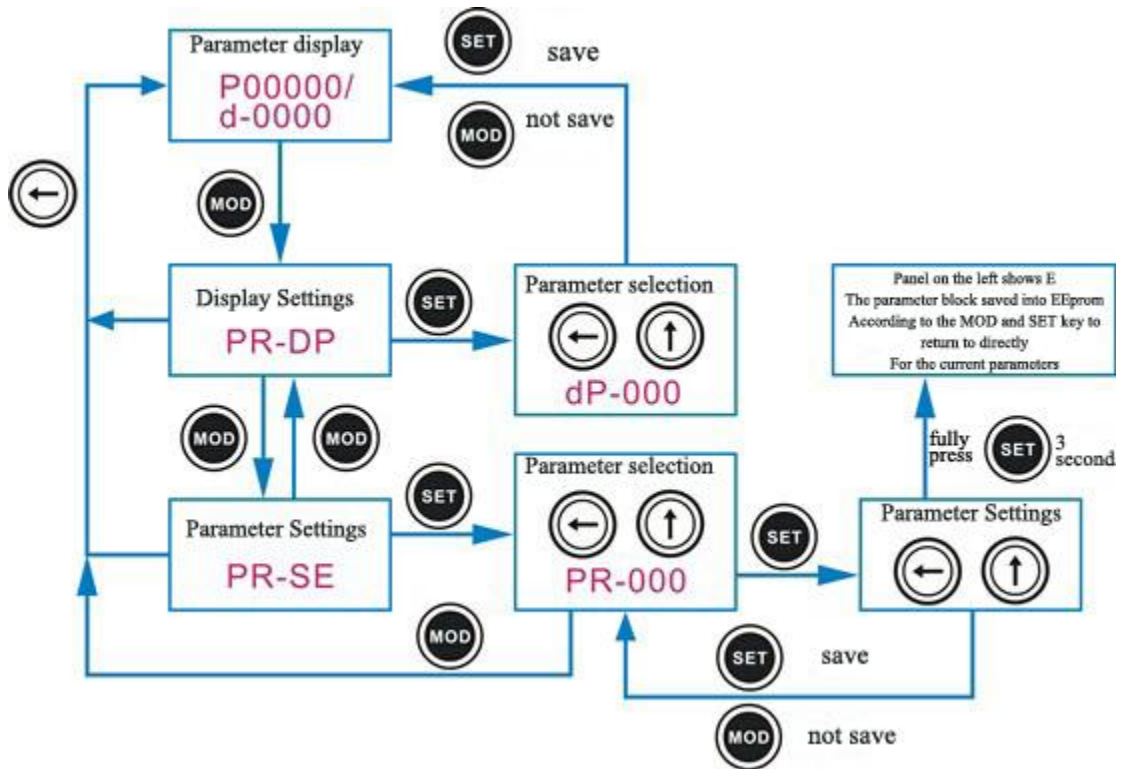 Parameter display
P00000/
d-0000
SET
save
MOD
not save
MOD
Display Settings
PR-DP
SET
Parameter selection
dP-000
Panel on the left shows E
The parameter block saved into EEprom
According to the MOD and SET key to
return to directly
For the current parameters
MOD
MOD
fully
press
SET
3
second
Parameter Settings
PR-SE
SET
Parameter selection
PR-000
SET
Parameter Settings
MOD
SET
save
MOD
not save